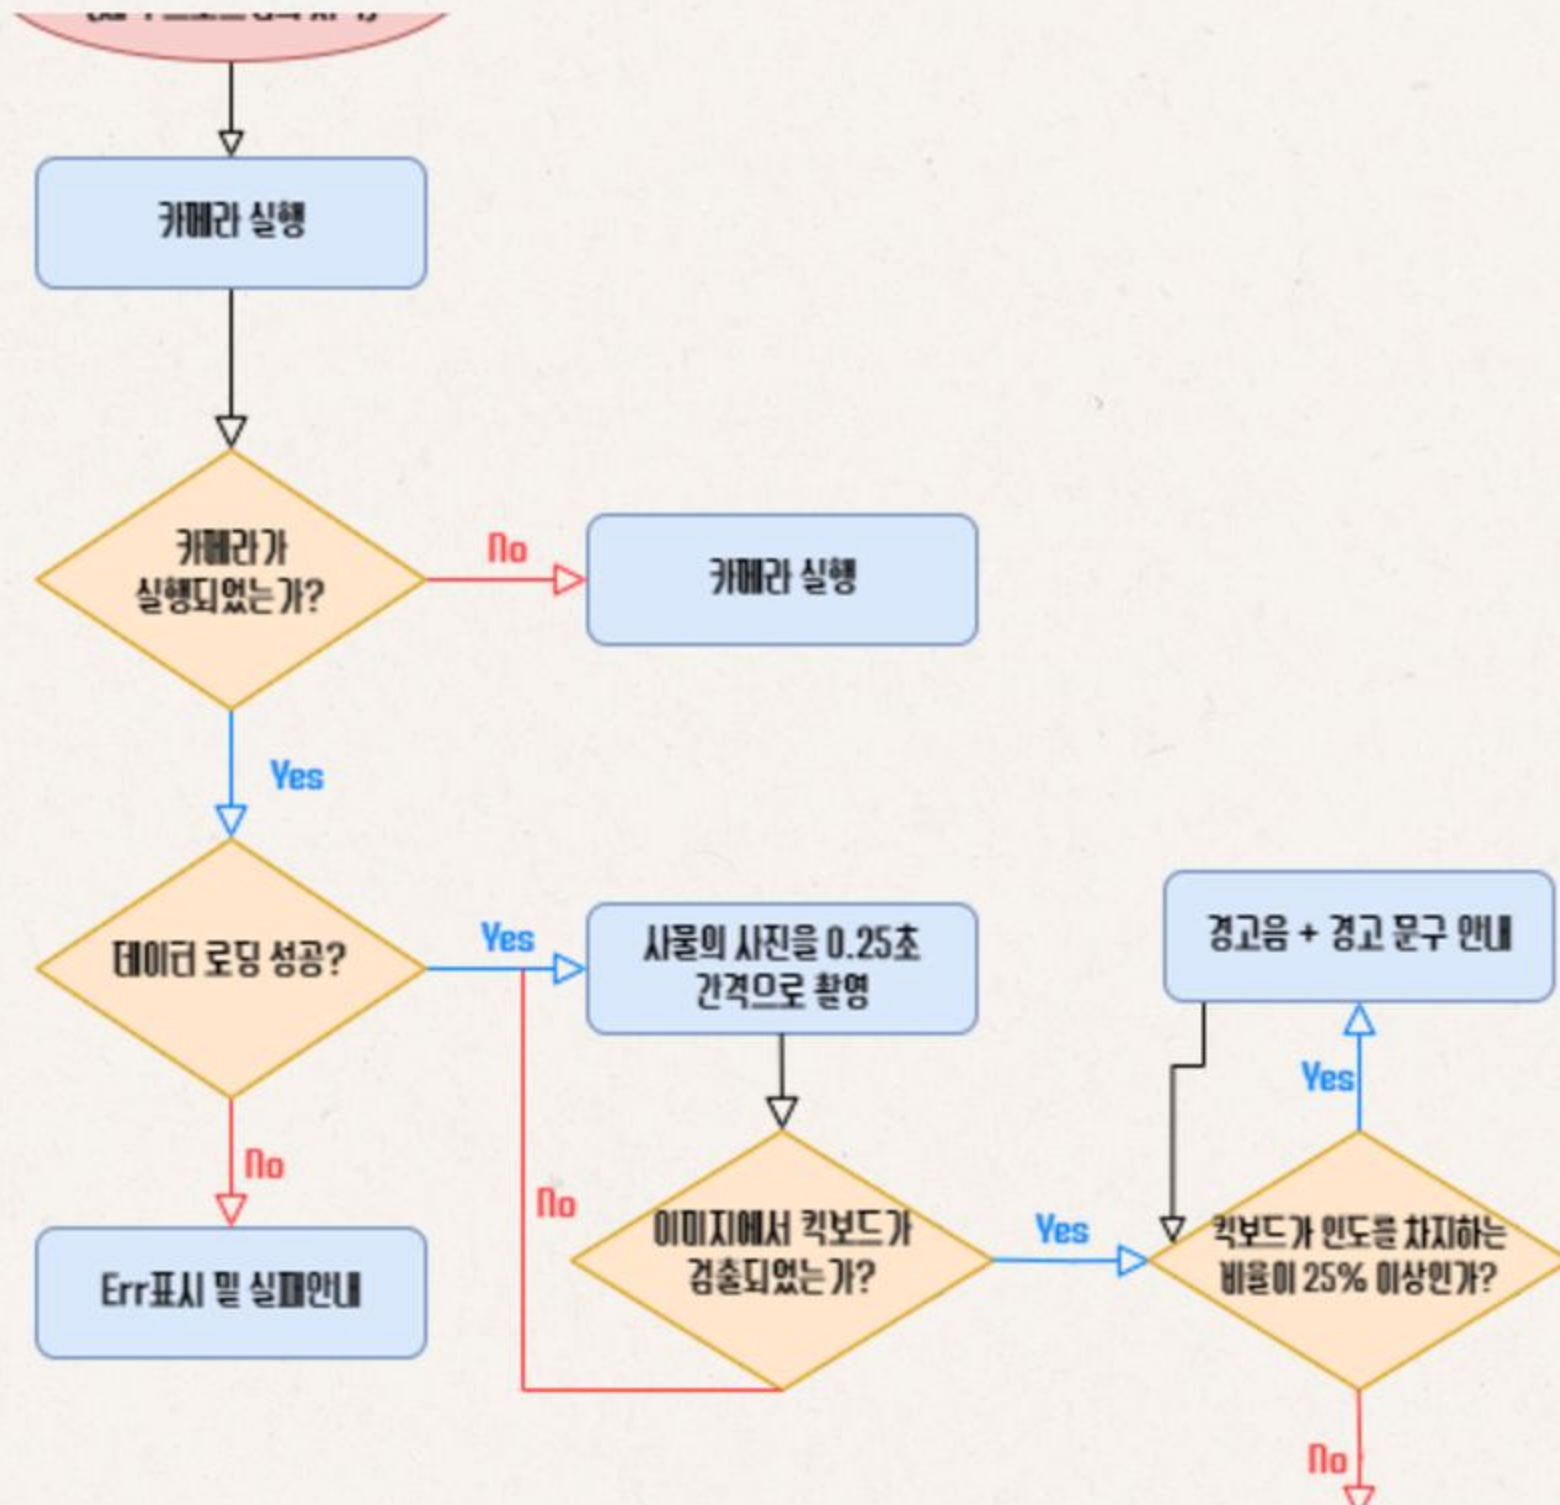 카메라 실행
카메라가
실행되었는가?
No
카메라 실행
Yes
데이터 로딩 성공?
Yes
사물의 사진을 0.25초
간격으로 촬영
경고음 + 경고 문구 안내
Yes
No
Err표시 및 실패안내
No
이미지에서 킥보드가
검출되었는가?
Yes
킥보드가 인도를 차지하는
비율이 25% 이상인가?
No